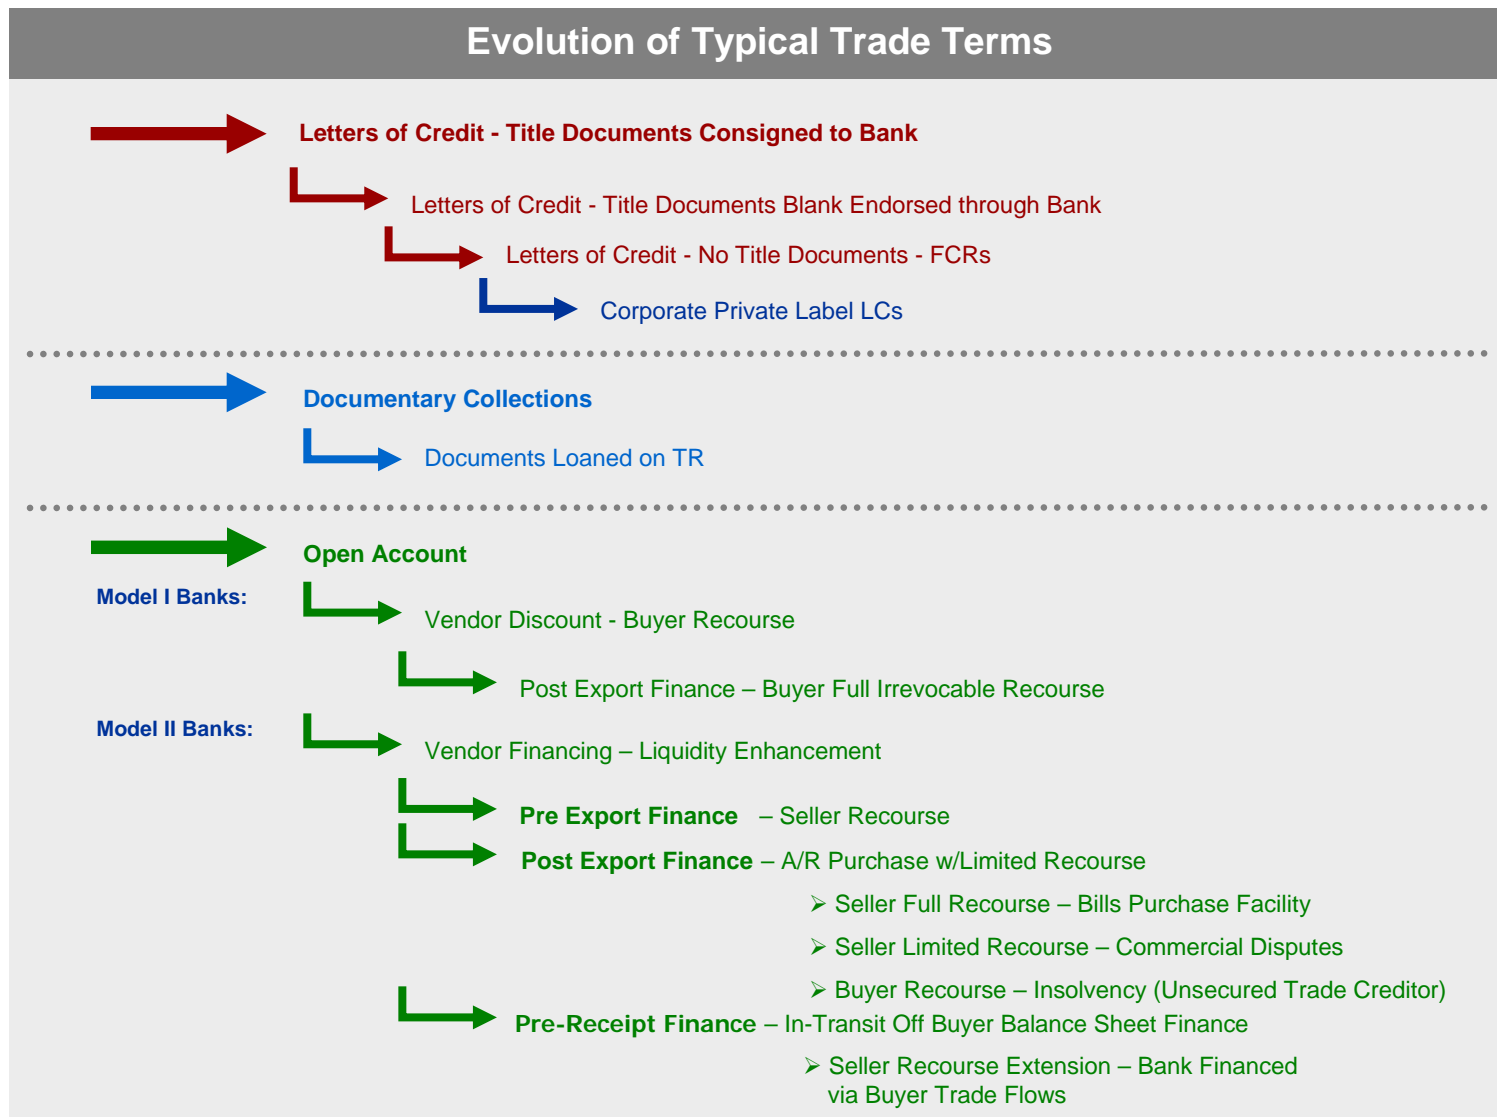 Evolution of Typical Trade Terms
Letters of Credit - Title Documents Consigned to Bank
Letters of Credit - Title Documents Blank Endorsed through Bank
Letters of Credit - No Title Documents - FCRs
Corporate Private Label LCs
Documentary Collections
Documents Loaned on TR
Open Account
Model I Banks:
Vendor Discount - Buyer Recourse
Post Export Finance – Buyer Full Irrevocable Recourse
Model II Banks:
Vendor Financing – Liquidity Enhancement
Pre Export Finance – Seller Recourse
Post Export Finance – A/R Purchase w/Limited Recourse
➢ Seller Full Recourse – Bills Purchase Facility
➢ Seller Limited Recourse – Commercial Disputes
➢ Buyer Recourse – Insolvency (Unsecured Trade Creditor)
Pre-Receipt Finance – In-Transit Off Buyer Balance Sheet Finance
➢ Seller Recourse Extension – Bank Financed
via Buyer Trade Flows